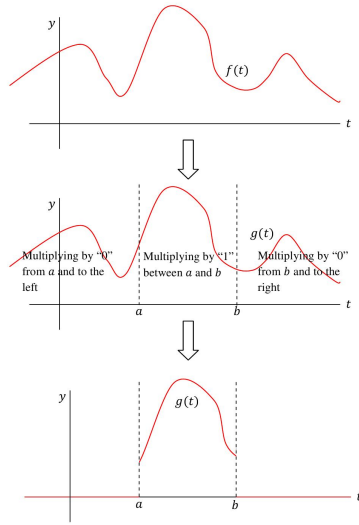 y
f(t)
t
y
g(t)
Multiplying by “0”
from a and to the
left
Multiplying by “1”
between a and b
Multiplying by “0”
from b and to the
right
t
a
b
y
g(t)
t
a
b